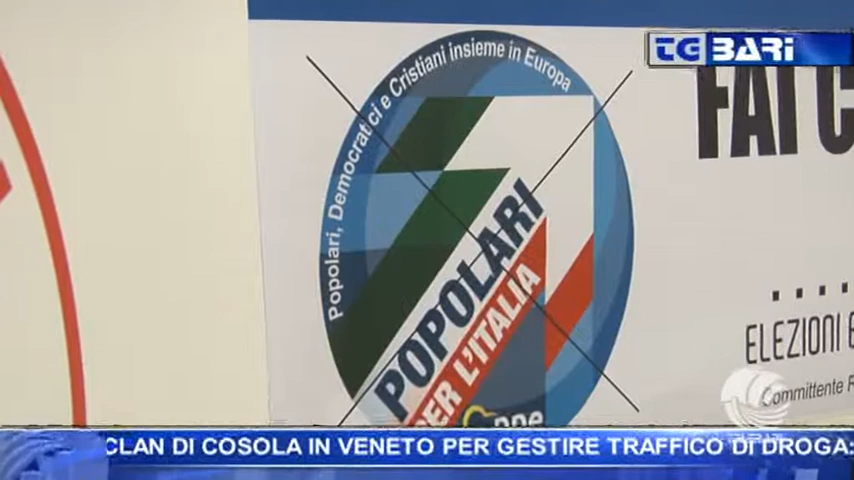 TG BARI
Popolari, Democratici e Cristiani insieme in Europa
FAI
POPOLARI
PER L'ITALIA
ppe
ELEZIONI
Committente
CLAN DI COSOLA IN VENETO PER GESTIRE TRAFFICO DI DROGA: